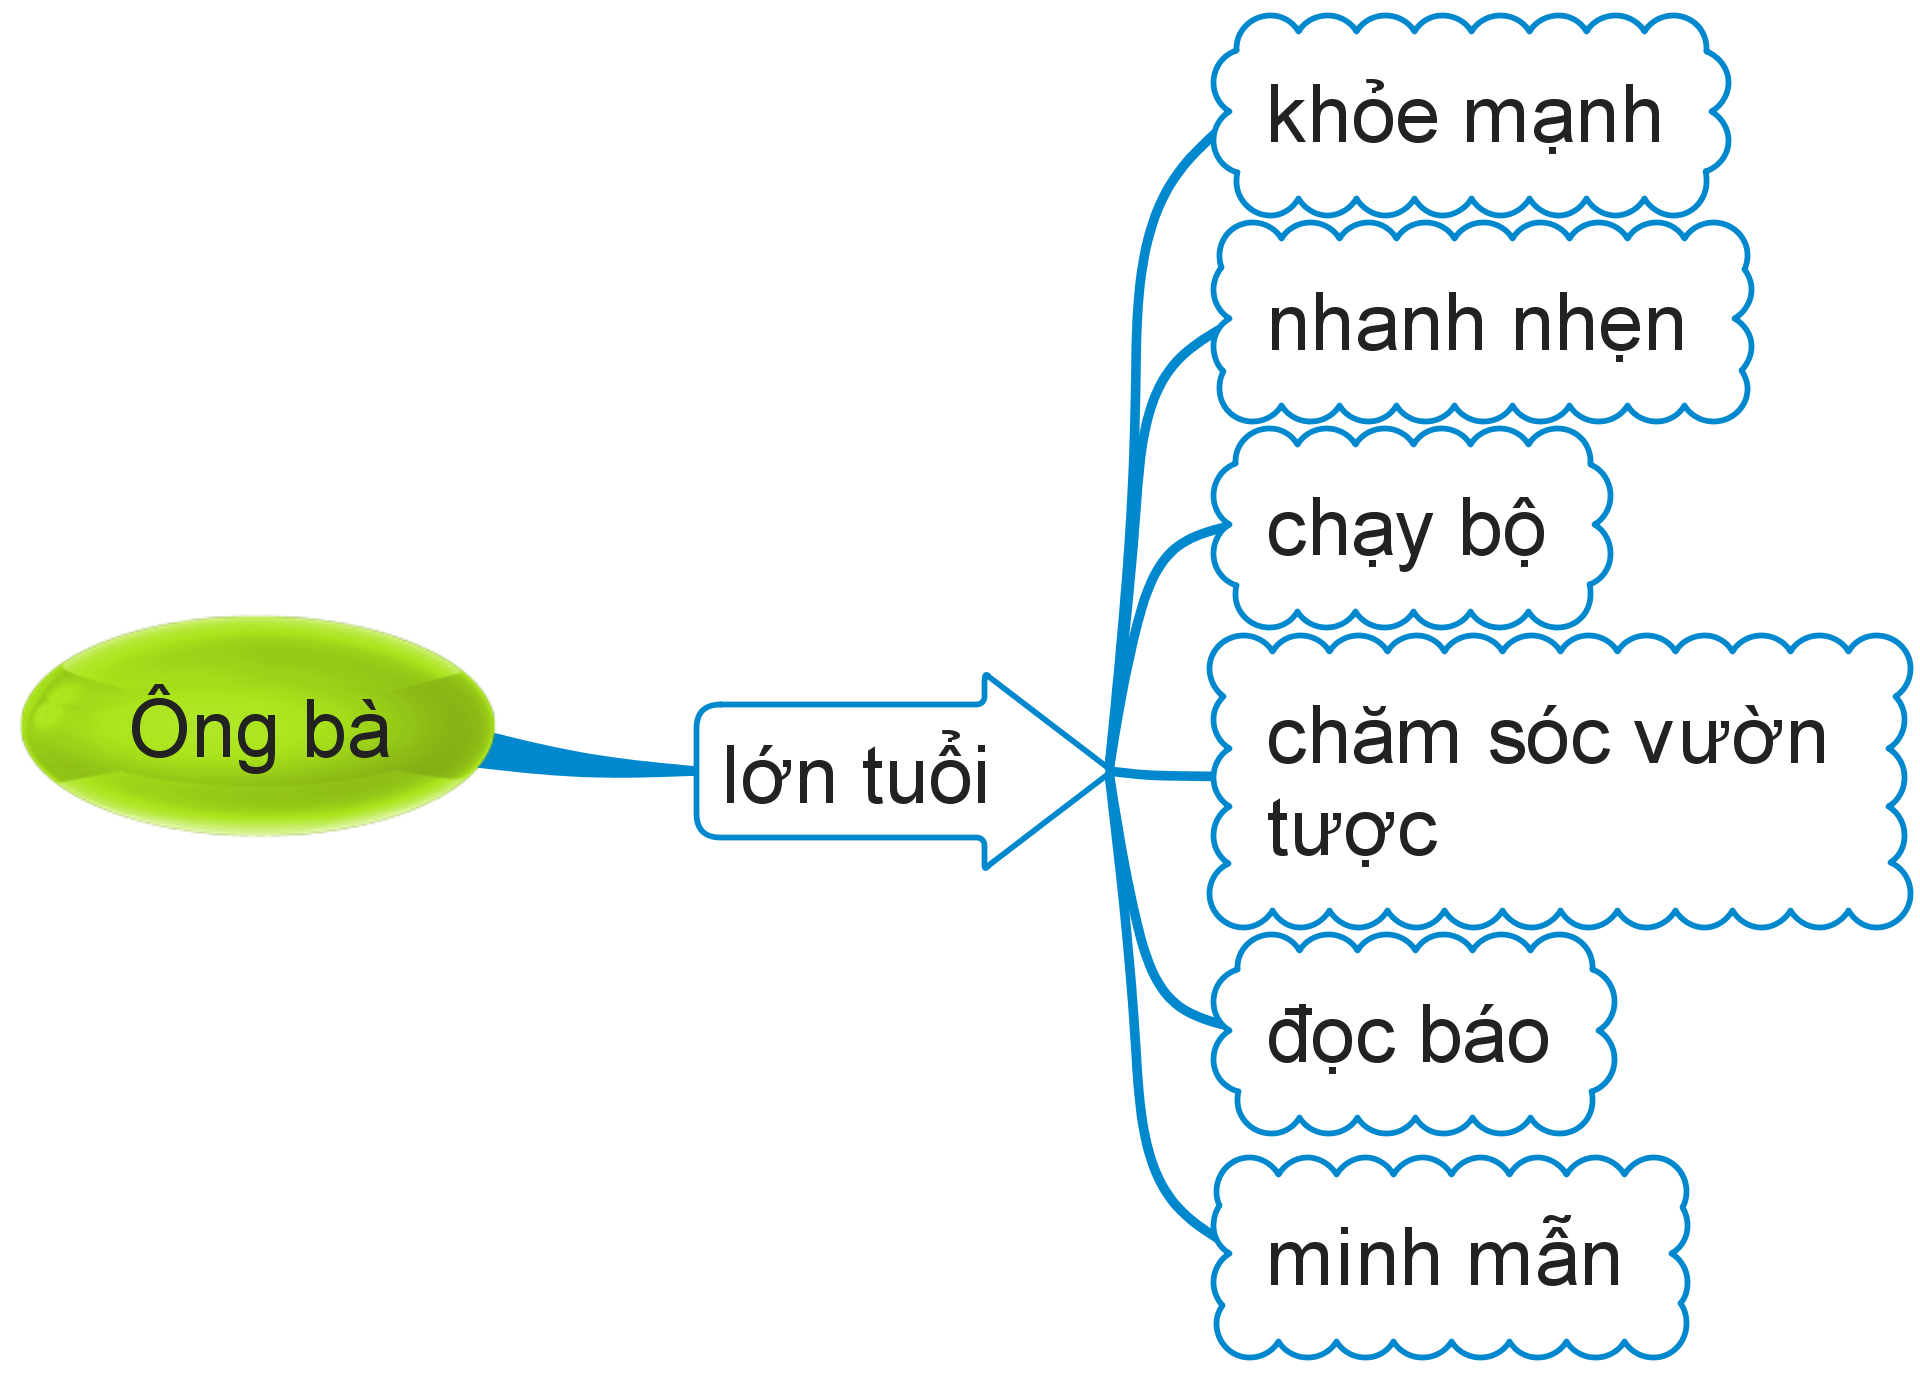 Ông bà
lớn tuổi
khỏe mạnh
nhanh nhẹn
chạy bộ
chăm sóc vườn
tược
đọc báo
minh mẫn